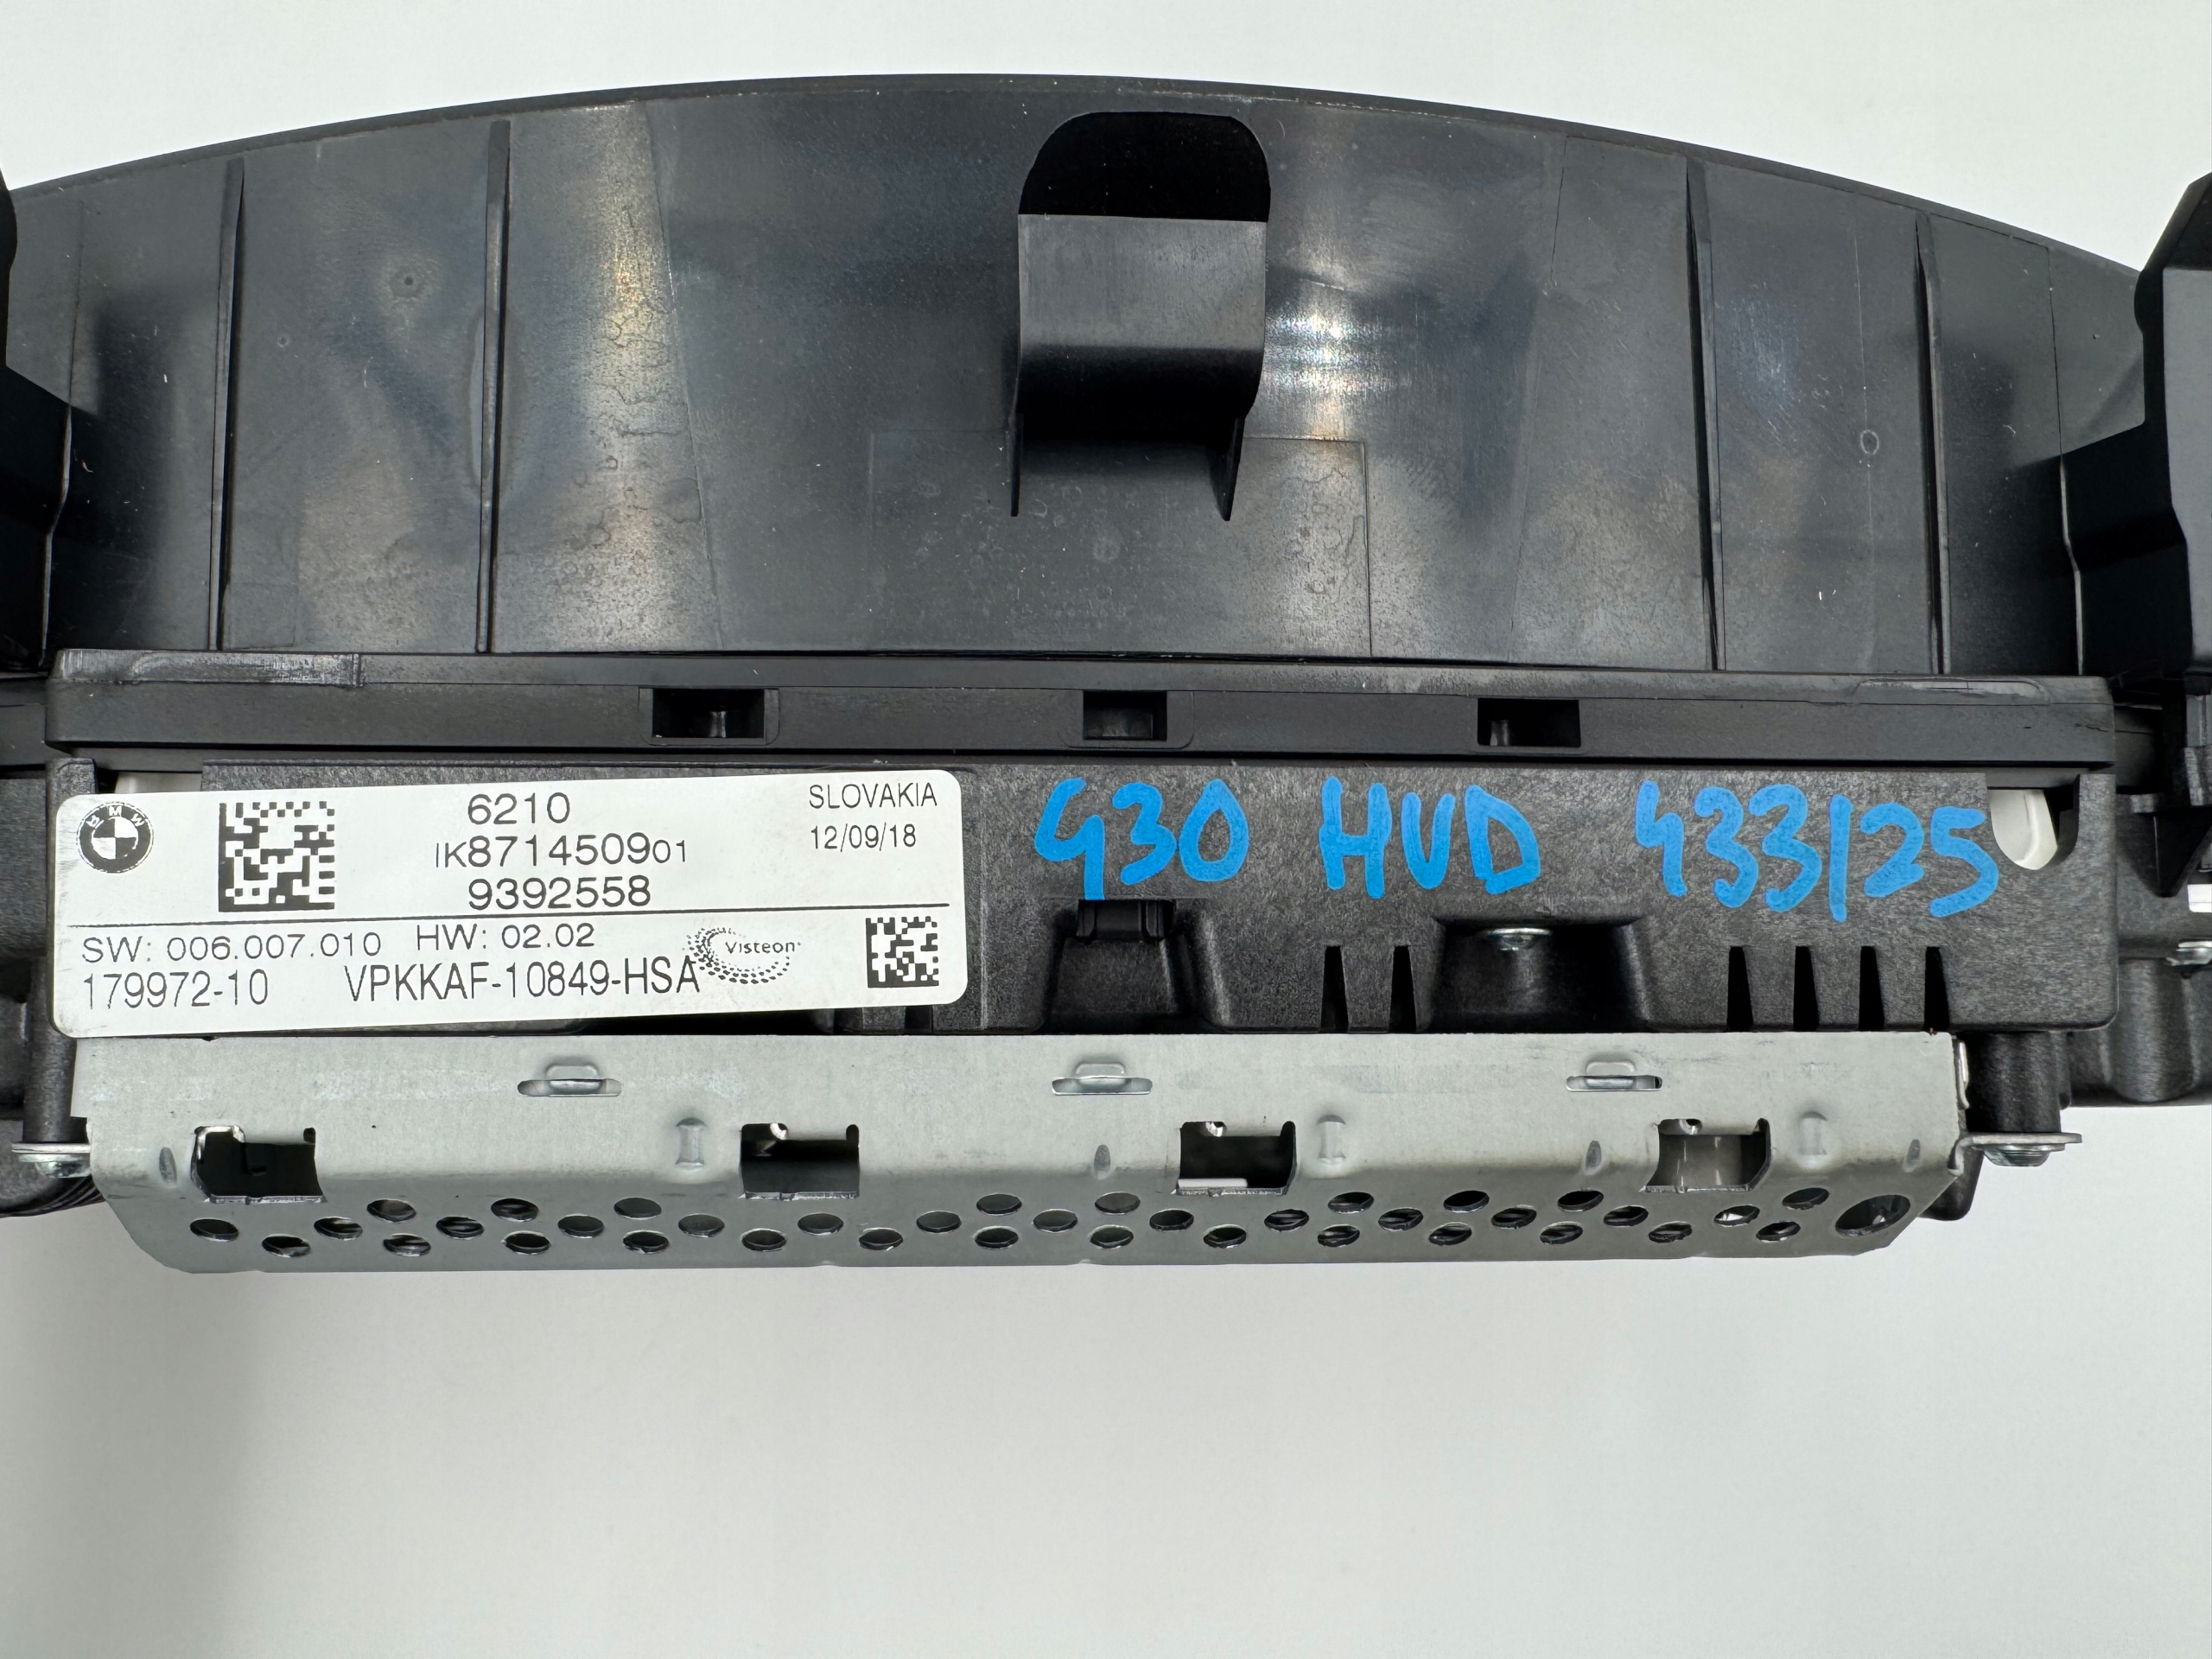 BMW
6210
SLOVAKIA
IK871450901
12/09/18
9392558
SW: 006.007.010 HW: 02.02
Visteon
179972-10 VPKKAF-10849-HSA
G30 HUD 433/25